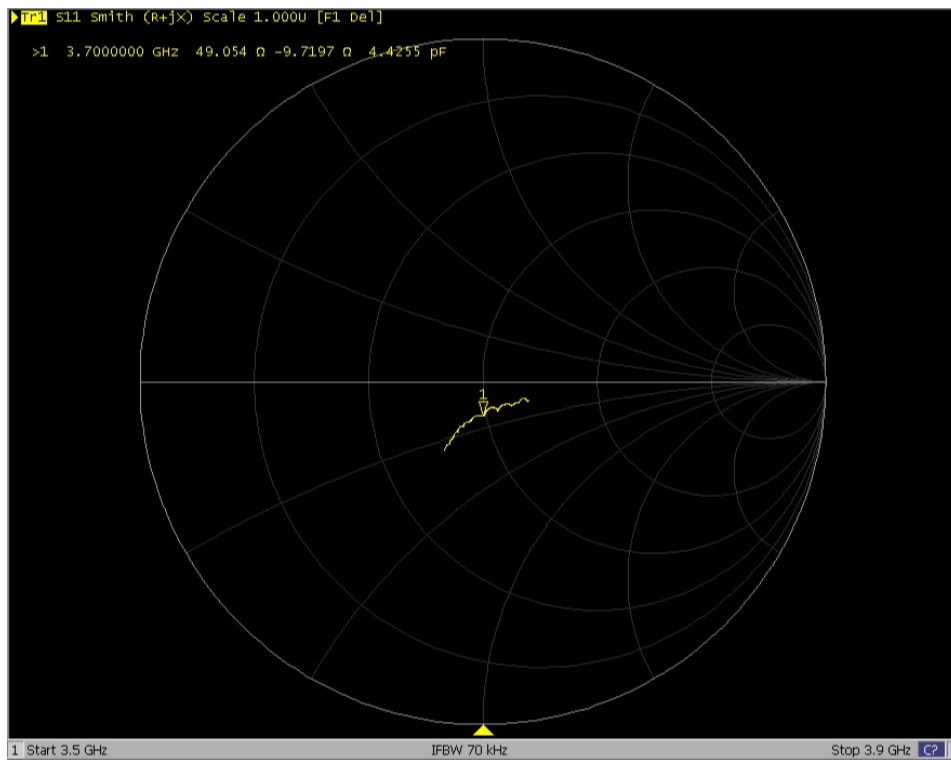 Tr1 S11 Smith (R+jX) Scale 1.000U [F1 Del]
>1 3.7000000 GHz 49.054 Ω -9.7197 Ω 4.4255 pF
1
1 Start 3.5 GHz IFBW 70 kHz Stop 3.9 GHz C?